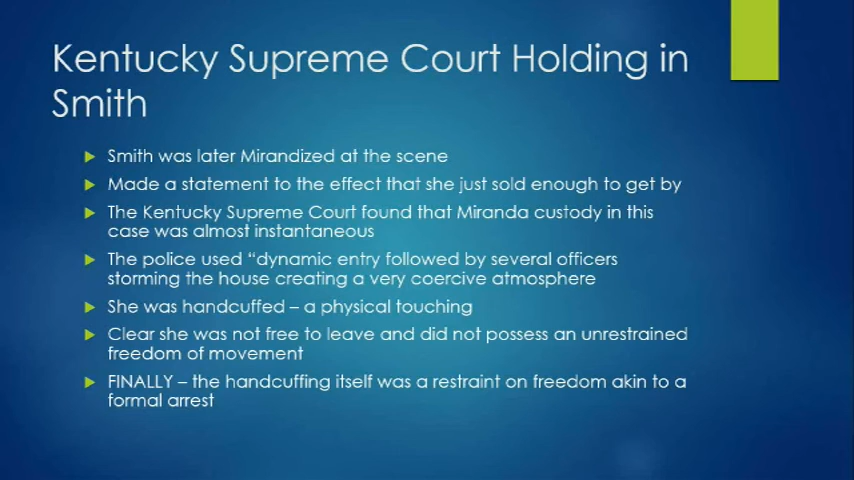 Kentucky Supreme Court Holding in
Smith
Smith was later Mirandized at the scene
Made a statement to the effect that she just sold enough to get by
The Kentucky Supreme Court found that Miranda custody in this
case was almost instantaneous
The police used “dynamic entry followed by several officers
storming the house creating a very coercive atmosphere
She was handcuffed – a physical touching
Clear she was not free to leave and did not possess an unrestrained
freedom of movement
FINALLY – the handcuffing itself was a restraint on freedom akin to a
formal arrest